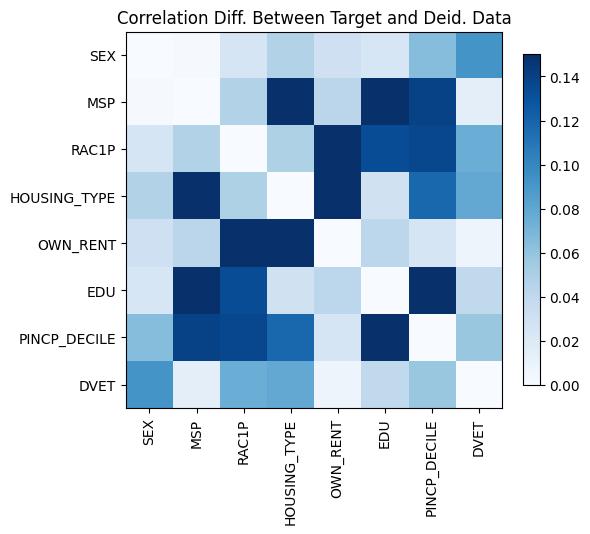 Correlation Diff. Between Target and Deid. Data
SEX
MSP
RAC1P
HOUSING_TYPE
OWN_RENT
EDU
PINCP_DECILE
DVET
SEX
MSP
RAC1P
HOUSING_TYPE
OWN_RENT
EDU
PINCP_DECILE
DVET
0.14
0.12
0.10
0.08
0.06
0.04
0.02
0.00